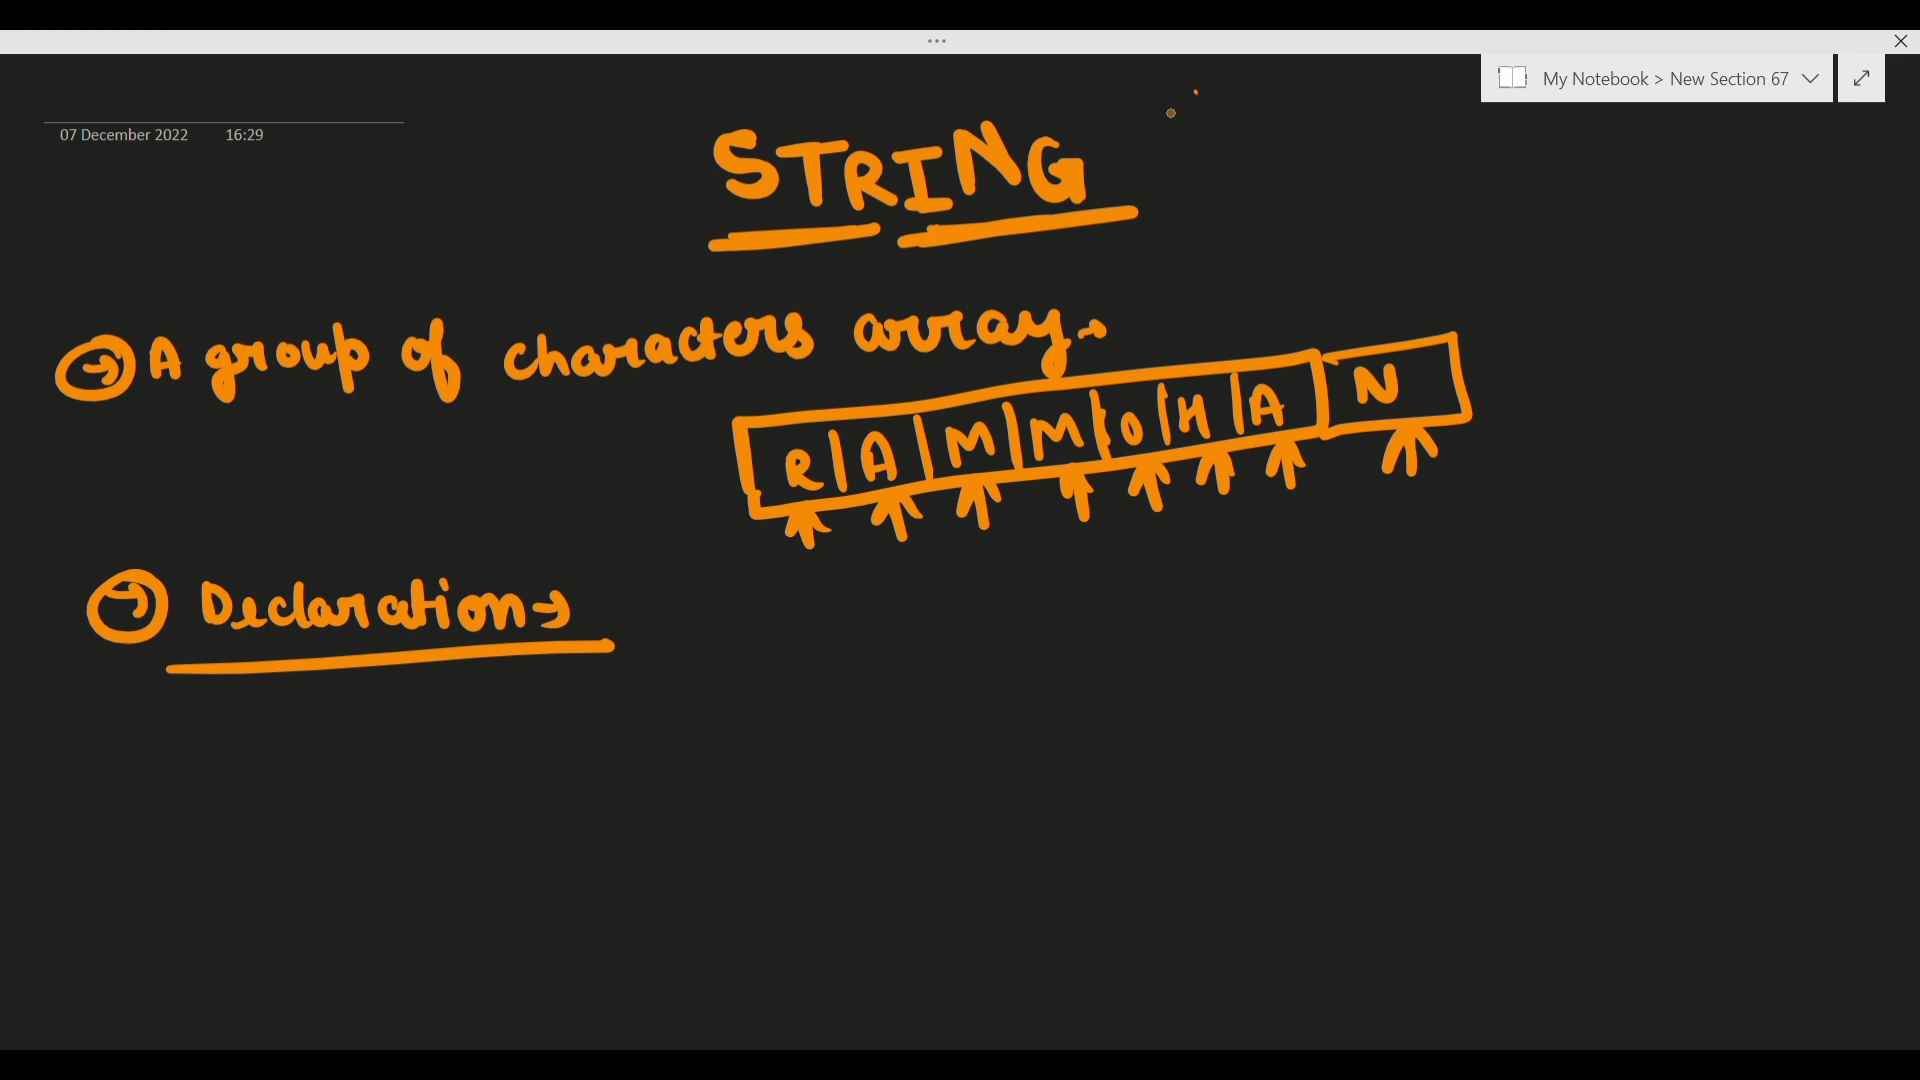 ...
My Notebook > New Section 67
07 December 2022 16:29
STRING
→ A group of characters array.→
R|A|M|M|O|H|A|N
→ Declaration→